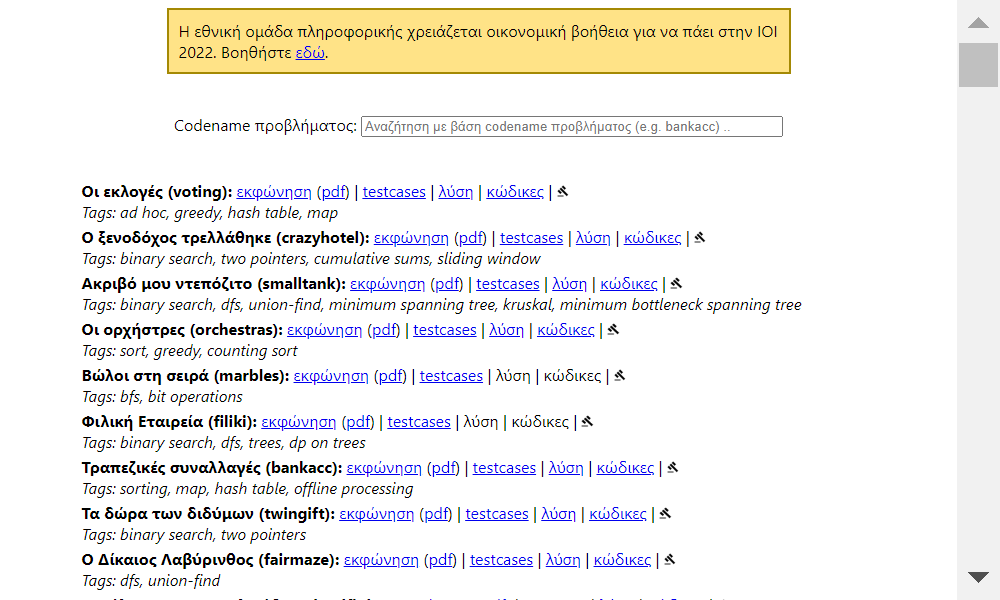 Η εθνική ομάδα πληροφορικής χρειάζεται οικονομική βοήθεια για να πάει στην ΙΟΙ
2022. Βοηθήστε εδώ.
Codename προβλήματος: Αναζήτηση με βάση codename προβλήματος (e.g. bankacc) ..
Οι εκλογές (voting): εκφώνηση (pdf) | testcases | λύση | κώδικες |
Tags: ad hoc, greedy, hash table, map
Ο ξενοδόχος τρελλάθηκε (crazyhotel): εκφώνηση (pdf) | testcases | λύση | κώδικες |
Tags: binary search, two pointers, cumulative sums, sliding window
Ακριβό μου ντεπόζιτο (smalltank): εκφώνηση (pdf) | testcases | λύση | κώδικες |
Tags: binary search, dfs, union-find, minimum spanning tree, kruskal, minimum bottleneck spanning tree
Οι ορχήστρες (orchestras): εκφώνηση (pdf) | testcases | λύση | κώδικες |
Tags: sort, greedy, counting sort
Βώλοι στη σειρά (marbles): εκφώνηση (pdf) | testcases | λύση | κώδικες |
Tags: bfs, bit operations
Φιλική Εταιρεία (filiki): εκφώνηση (pdf) | testcases | λύση | κώδικες |
Tags: binary search, dfs, trees, dp on trees
Τραπεζικές συναλλαγές (bankacc): εκφώνηση (pdf) | testcases | λύση | κώδικες |
Tags: sorting, map, hash table, offline processing
Τα δώρα των διδύμων (twingift): εκφώνηση (pdf) | testcases | λύση | κώδικες |
Tags: binary search, two pointers
Ο Δίκαιος Λαβύρινθος (fairmaze): εκφώνηση (pdf) | testcases | λύση | κώδικες |
Tags: dfs, union-find